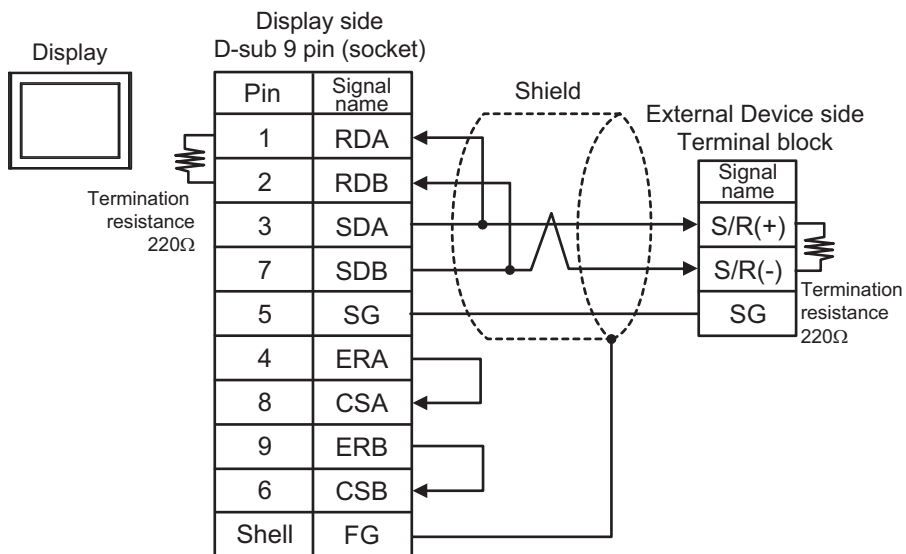 Display
Display side
D-sub 9 pin (socket)
Pin
Signal
name
1
RDA
2
RDB
3
SDA
7
SDB
5
SG
4
ERA
8
CSA
9
ERB
6
CSB
Shell
FG
Termination
resistance
220Ω
Shield
External Device side
Terminal block
Signal
name
S/R(+)
S/R(-)
SG
Termination
resistance
220Ω